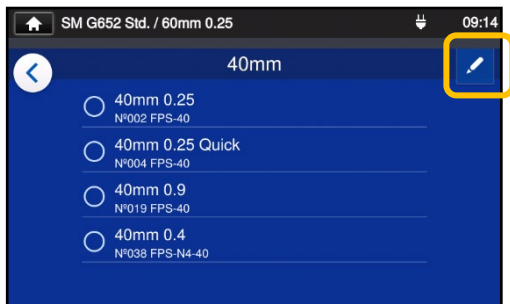 SM G652 Std. / 60mm 0.25 09:14
40mm
40mm 0.25
Nº002 FPS-40
40mm 0.25 Quick
Nº004 FPS-40
40mm 0.9
Nº019 FPS-40
40mm 0.4
Nº038 FPS-N4-40